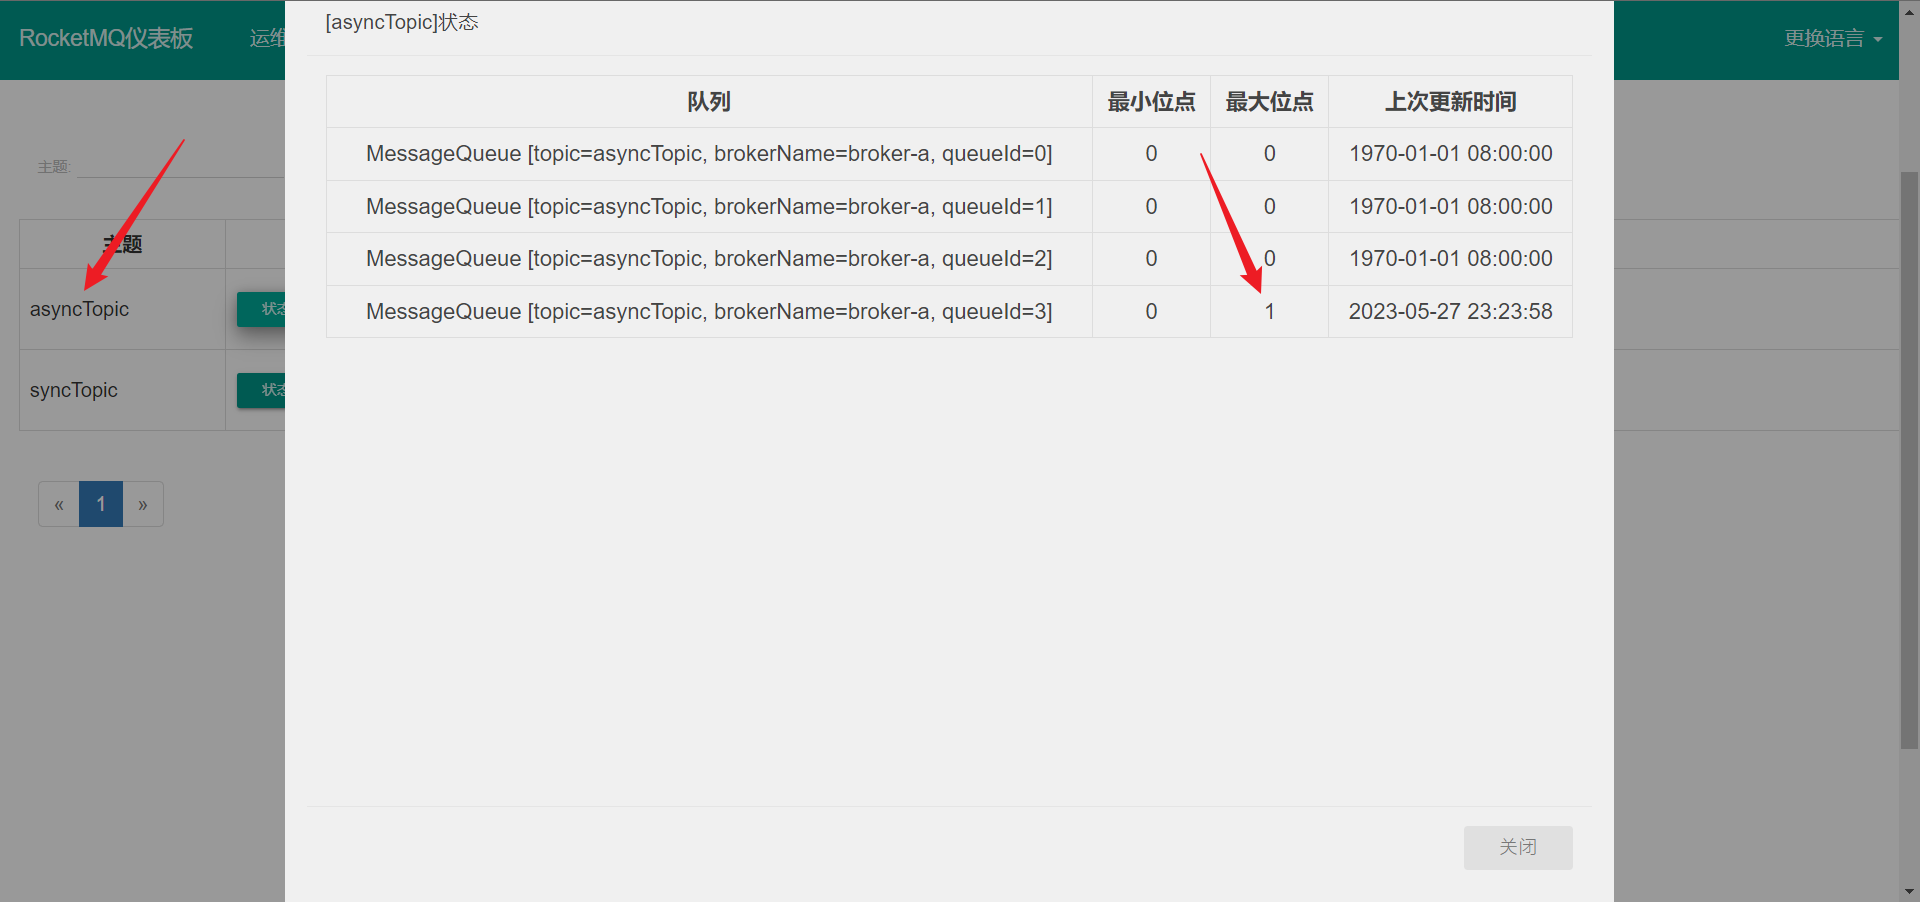 RocketMQ仪表板 运维 更换语言
[asyncTopic]状态
队列 最小位点 最大位点 上次更新时间
MessageQueue [topic=asyncTopic, brokerName=broker-a, queueId=0] 0 0 1970-01-01 08:00:00
MessageQueue [topic=asyncTopic, brokerName=broker-a, queueId=1] 0 0 1970-01-01 08:00:00
MessageQueue [topic=asyncTopic, brokerName=broker-a, queueId=2] 0 0 1970-01-01 08:00:00
MessageQueue [topic=asyncTopic, brokerName=broker-a, queueId=3] 0 1 2023-05-27 23:23:58
主题:
主题
asyncTopic 状态
syncTopic 状态
« 1 »
关闭